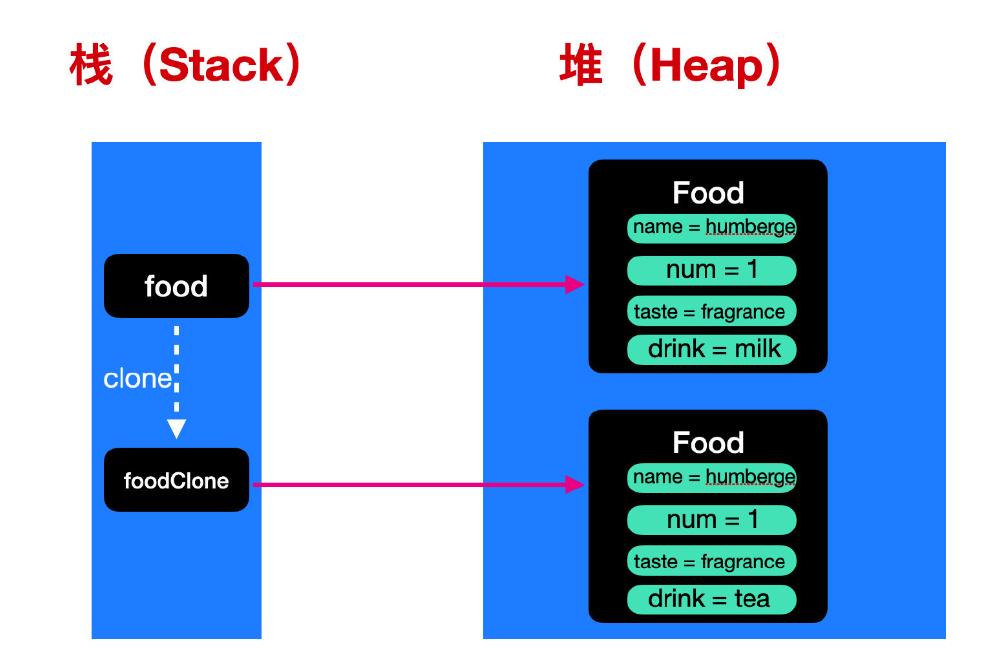 栈（Stack）
堆（Heap）
food
clone
foodClone
Food
name = humberge
num = 1
taste = fragrance
drink = milk
Food
name = humberge
num = 1
taste = fragrance
drink = tea